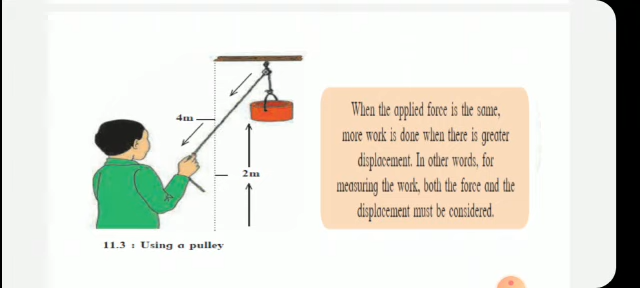 4m
2m
11.3 : Using a pulley
When the applied force is the same,
more work is done when there is greater
displacement. In other words, for
measuring the work, both the force and the
displacement must be considered.